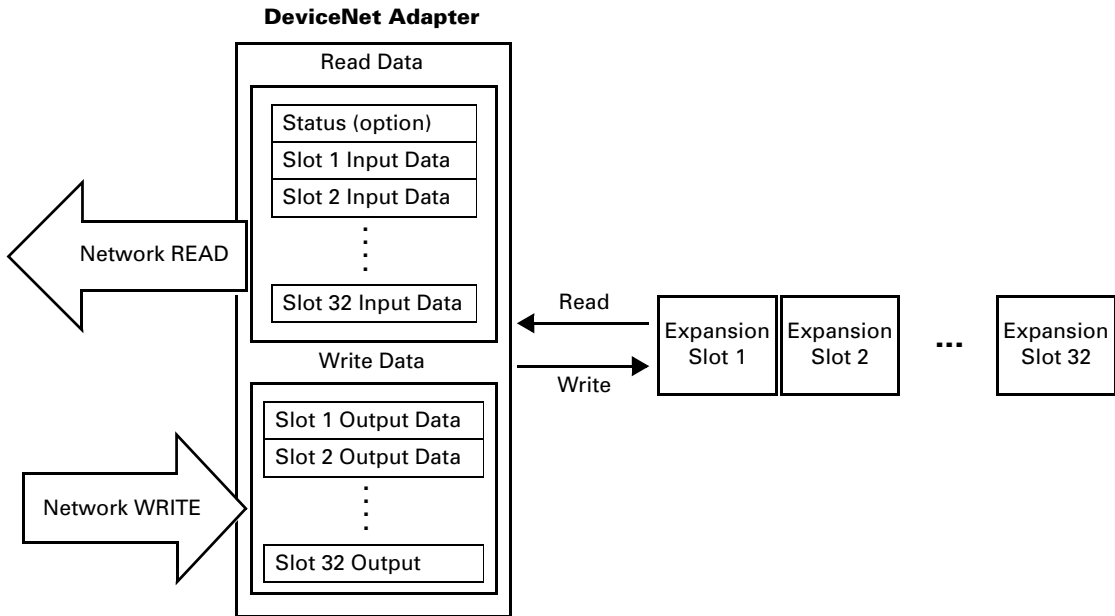 DeviceNet Adapter
Read Data
Status (option)
Slot 1 Input Data
Slot 2 Input Data
Slot 32 Input Data
Network READ
Write Data
Slot 1 Output Data
Slot 2 Output Data
Slot 32 Output
Network WRITE
Read
Write
Expansion
Slot 1
Expansion
Slot 2
...
Expansion
Slot 32